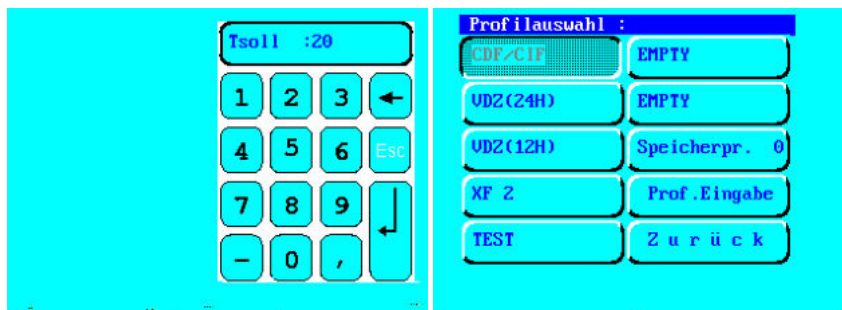 Tsoll :20
1 2 3
4 5 6 Esc
7 8 9
- 0 ,
Profilauswahl :
CDF/CIF EMPTY
VDZ(24H) EMPTY
VDZ(12H) Speicherpr. 0
XF 2 Prof.Eingabe
TEST Z u r ü c k